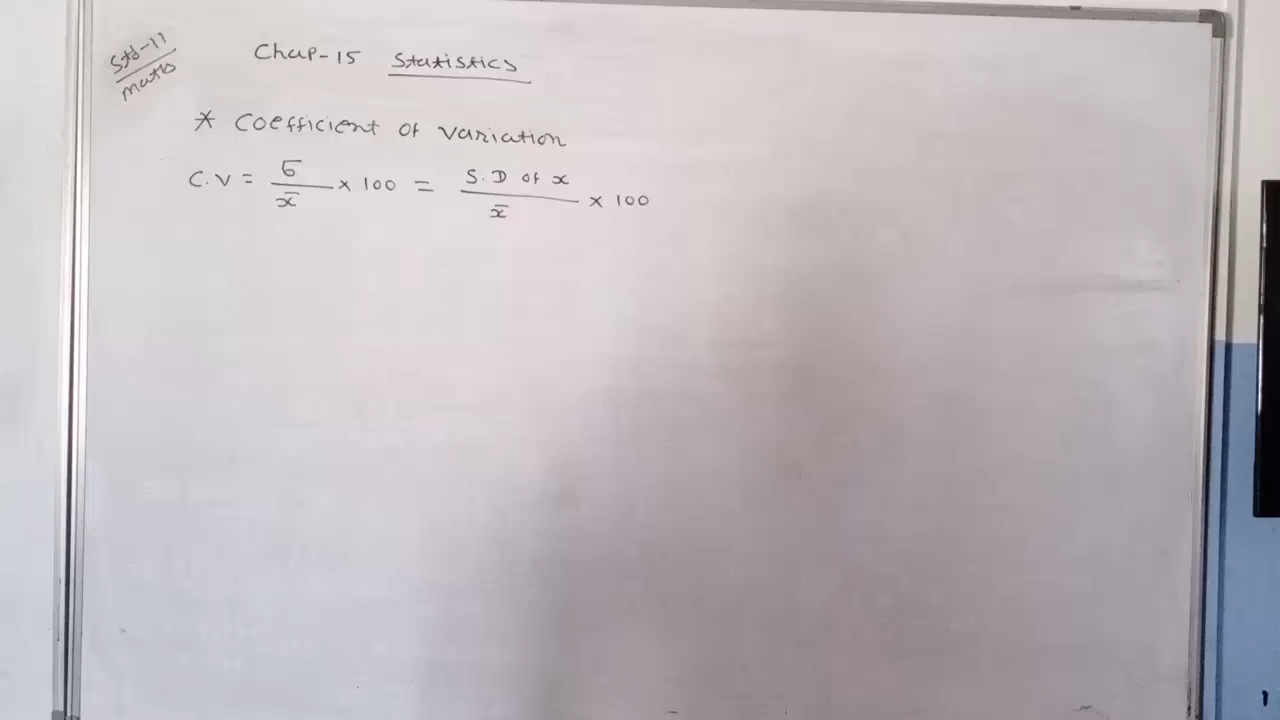 Std-11
maths
Chap-15 Statistics
* Coefficient of variation
C.V = σ / x̄ × 100 = S.D of x / x̄ × 100